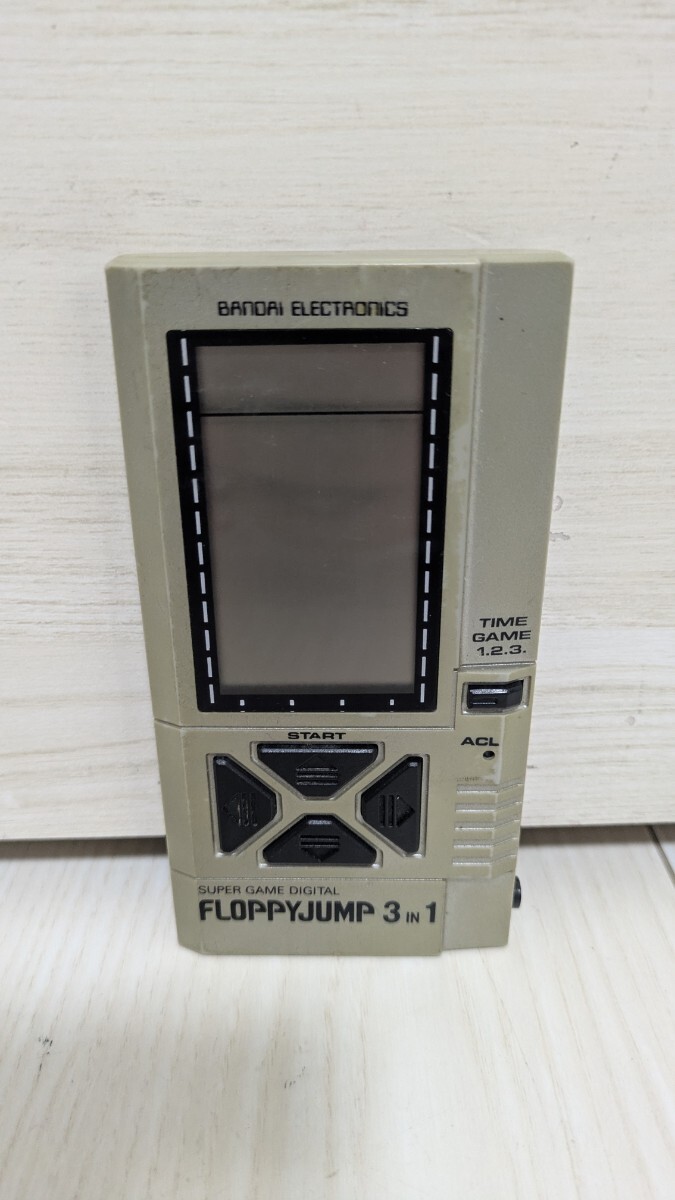 BANDAI ELECTRONICS
TIME
GAME
1.2.3.
START
ACL
SUPER GAME DIGITAL
FLOPPYJUMP 3 IN 1